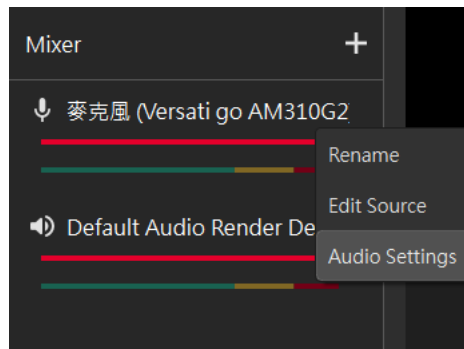 Mixer
麥克風 (Versati go AM310G2)
Rename
Edit Source
Default Audio Render De
Audio Settings